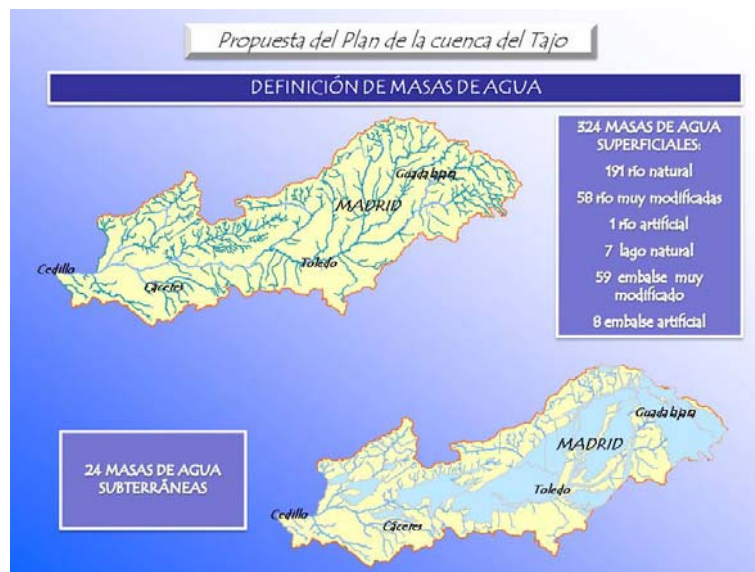 Propuesta del Plan de la cuenca del Tajo
DEFINICIÓN DE MASAS DE AGUA
324 MASAS DE AGUA
SUPERFICIALES:
191 río natural
58 río muy modificadas
1 río artificial
7 lago natural
59 embalse muy
modificado
8 embalse artificial
Guadalajara
MADRID
Toledo
Cedillo
Cáceres
24 MASAS DE AGUA
SUBTERRÁNEAS
Guadalajara
MADRID
Toledo
Cedillo
Cáceres